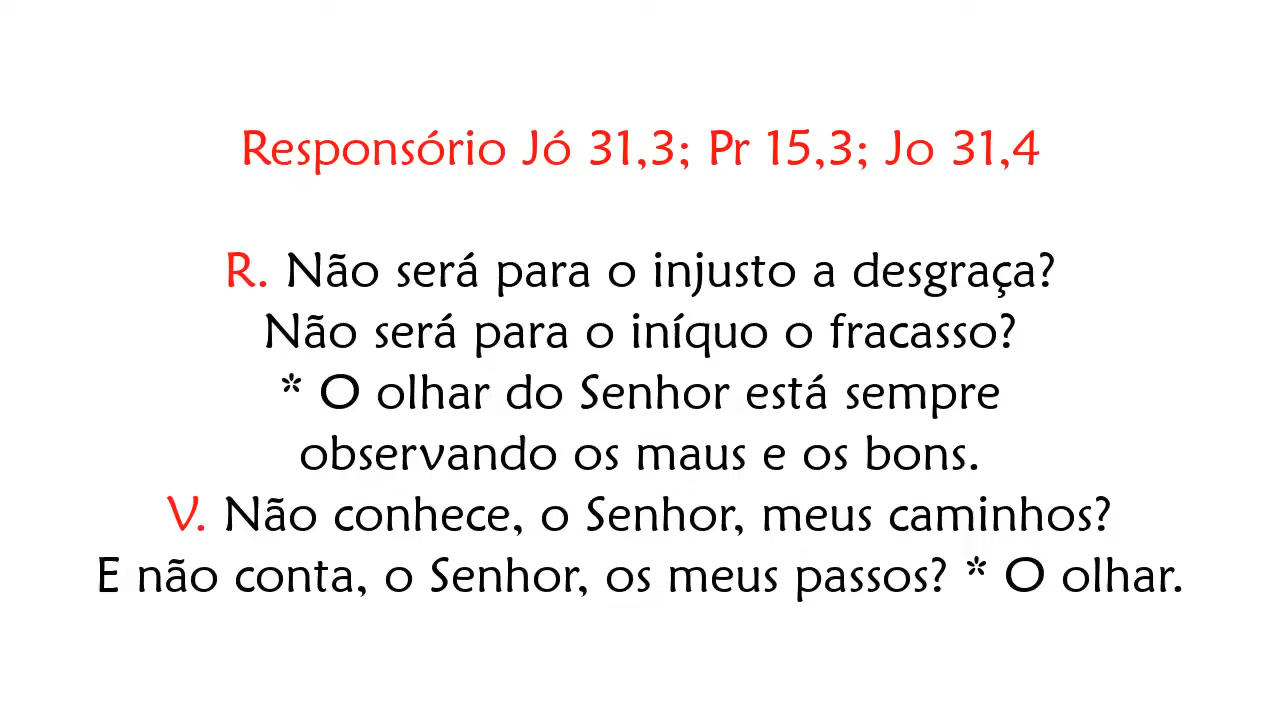 Responsório Jó 31,3; Pr 15,3; Jo 31,4
R. Não será para o injusto a desgraça?
Não será para o iníquo o fracasso?
* O olhar do Senhor está sempre
observando os maus e os bons.
V. Não conhece, o Senhor, meus caminhos?
E não conta, o Senhor, os meus passos? * O olhar.